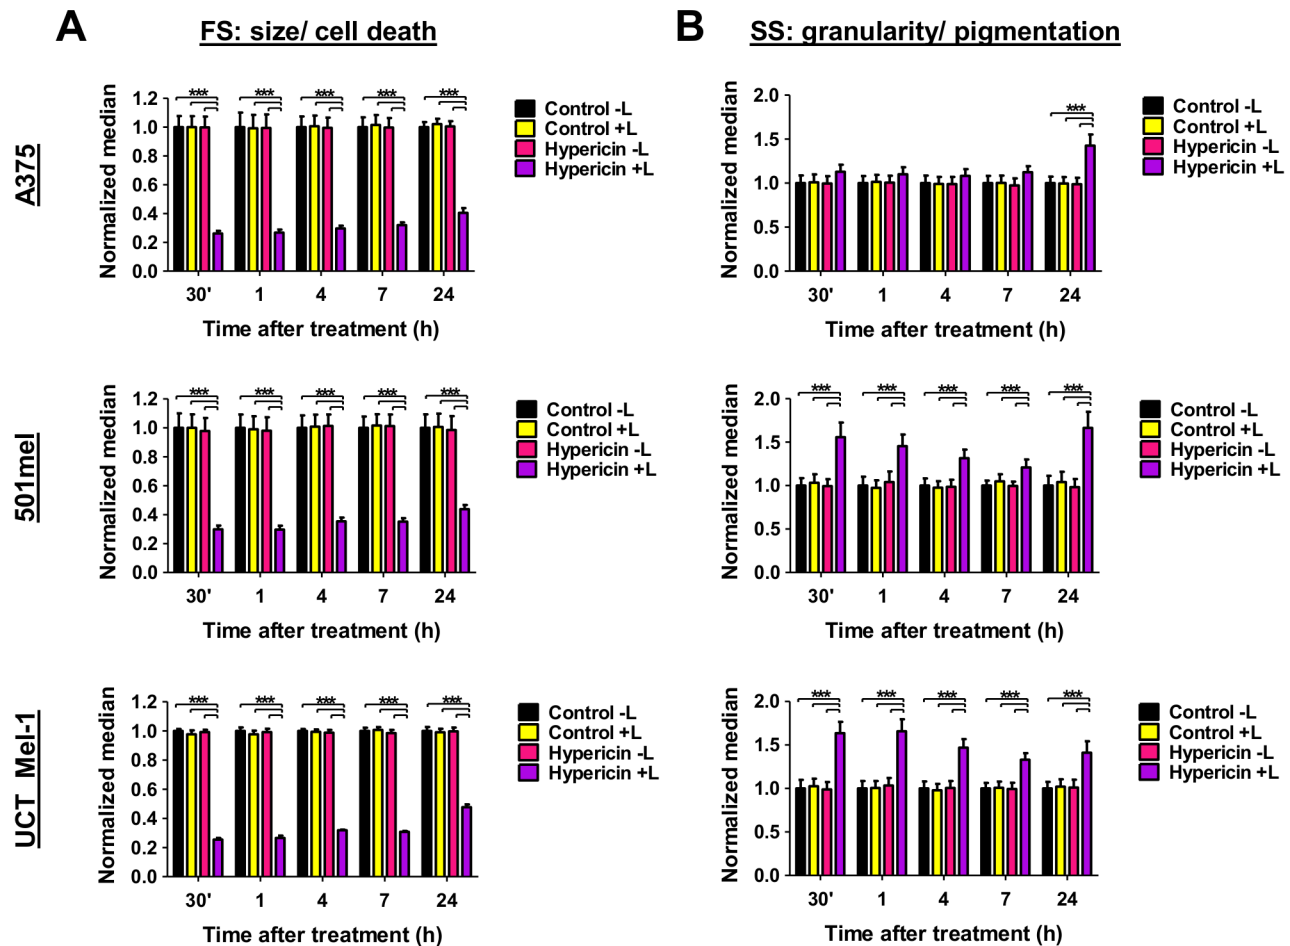 A
FS: size/ cell death
B
SS: granularity/ pigmentation
A375
Normalized median
1.2
1.0
0.8
0.6
0.4
0.2
0.0
*** *** *** *** ***
30' 1 4 7 24
Time after treatment (h)
Control -L
Control +L
Hypericin -L
Hypericin +L
Normalized median
2.0
1.5
1.0
0.5
0.0
***
30' 1 4 7 24
Time after treatment (h)
Control -L
Control +L
Hypericin -L
Hypericin +L
501mel
Normalized median
1.2
1.0
0.8
0.6
0.4
0.2
0.0
*** *** *** *** ***
30' 1 4 7 24
Time after treatment (h)
Control -L
Control +L
Hypericin -L
Hypericin +L
Normalized median
2.0
1.5
1.0
0.5
0.0
*** *** *** *** ***
30' 1 4 7 24
Time after treatment (h)
Control -L
Control +L
Hypericin -L
Hypericin +L
UCT Mel-1
Normalized median
1.2
1.0
0.8
0.6
0.4
0.2
0.0
*** *** *** *** ***
30' 1 4 7 24
Time after treatment (h)
Control -L
Control +L
Hypericin -L
Hypericin +L
Normalized median
2.0
1.5
1.0
0.5
0.0
*** *** *** *** ***
30' 1 4 7 24
Time after treatment (h)
Control -L
Control +L
Hypericin -L
Hypericin +L